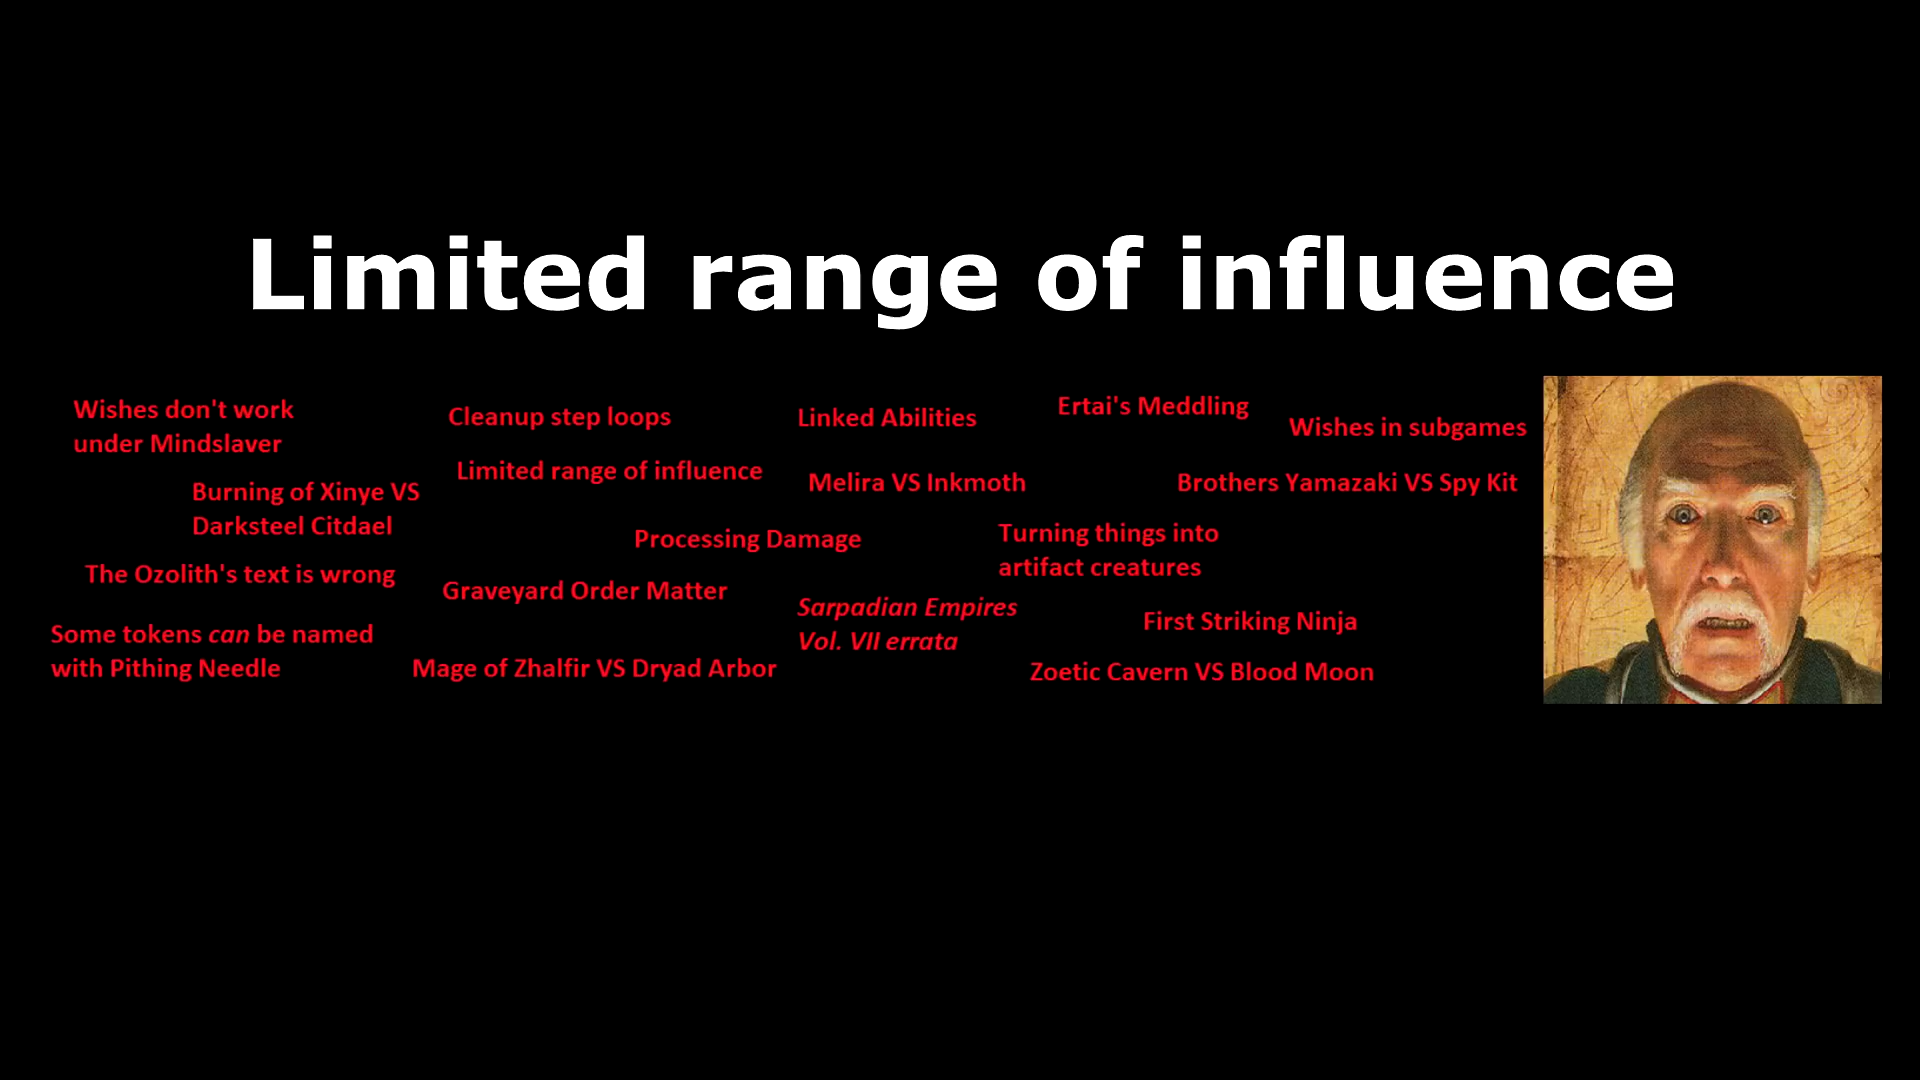 Limited range of influence
Wishes don't work
under Mindslaver
Cleanup step loops
Linked Abilities
Ertai's Meddling
Wishes in subgames
Burning of Xinye VS
Darksteel Citdael
Limited range of influence
Melira VS Inkmoth
Brothers Yamazaki VS Spy Kit
Processing Damage
Turning things into
artifact creatures
The Ozolith's text is wrong
Graveyard Order Matter
Sarpadian Empires
Vol. VII errata
First Striking Ninja
Some tokens can be named
with Pithing Needle
Mage of Zhalfir VS Dryad Arbor
Zoetic Cavern VS Blood Moon